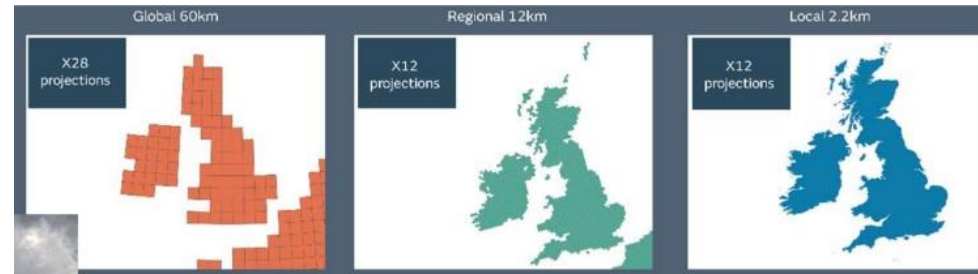 Global 60km
X28
projections
Regional 12km
X12
projections
Local 2.2km
X12
projections